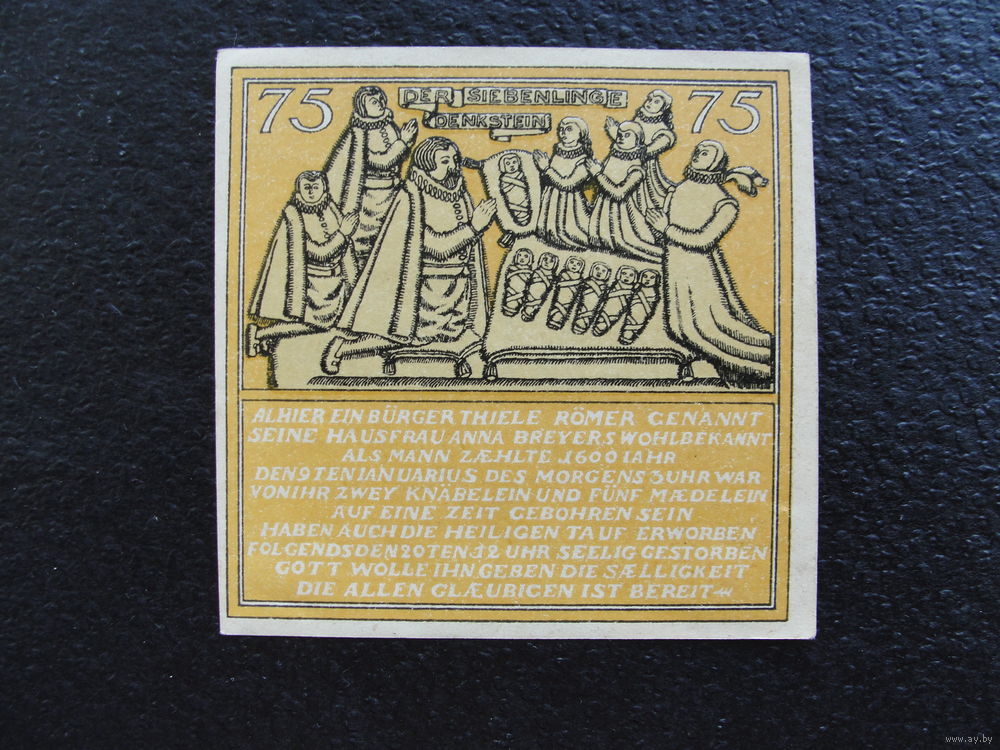 75
DER SIEBENLINGE
DENKSTEIN
75
ALHIER EIN BÜRGER THIELE RÖMER GENANNT
SEINE HAUSFRAU ANNA BREYERS WOHLBEKANNT
ALS MANN ZÆHLTE 1600 IAHR
DEN 9TEN IANUARIUS DES MORGENS 3 UHR WAR
VON IHR ZWEY KNÄBELEIN UND FÜNF MÆDELEIN
AUF EINE ZEIT GEBOHREN SEIN
HABEN AUCH DIE HEILIGEN TAUF ERWORBEN
FOLGENDS DEN 20TEN 12 UHR SEELIG GESTORBEN
GOTT WOLLE IHN GEBEN DIE SÆLLIGKEIT
DIE ALLEN GLÆUBIGEN IST BEREIT
www.ay.by